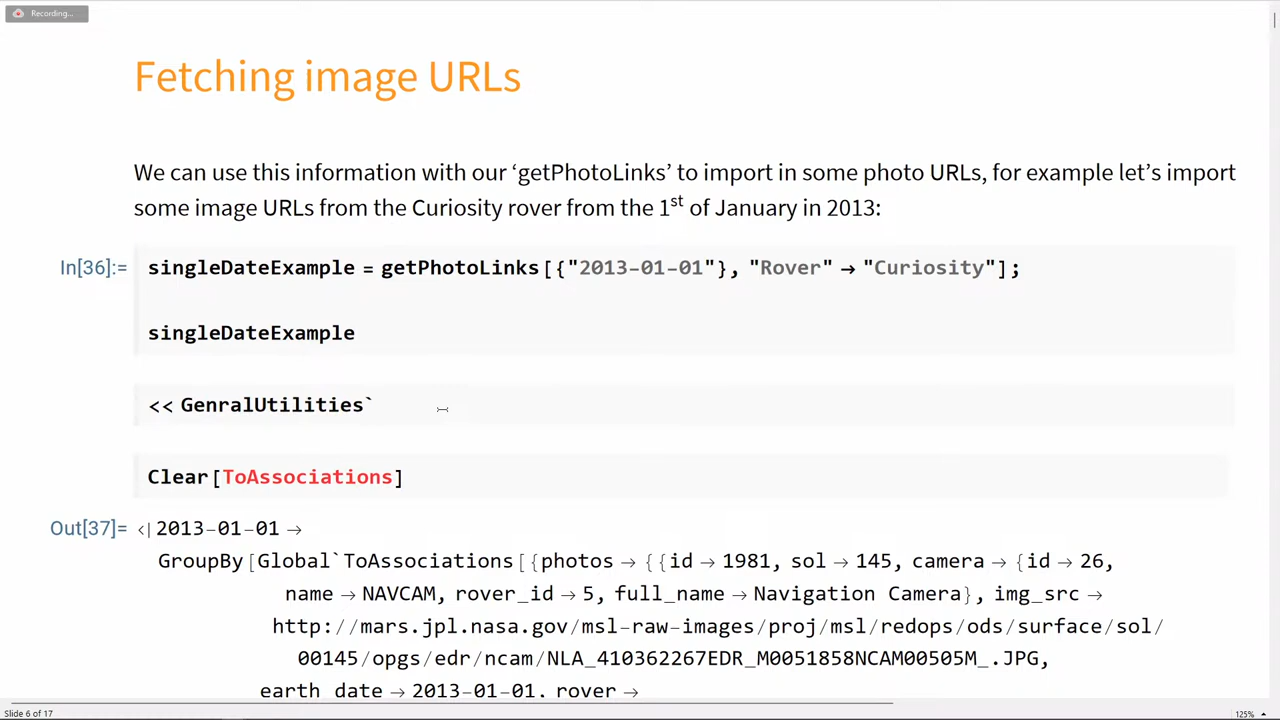 Recording...
Fetching image URLs
We can use this information with our ‘getPhotoLinks’ to import in some photo URLs, for example let’s import
some image URLs from the Curiosity rover from the 1st of January in 2013:
In[36]:= singleDateExample = getPhotoLinks[{"2013-01-01"}, "Rover" → "Curiosity"];
singleDateExample
<< GenralUtilities`
Clear[ToAssociations]
Out[37]= <|2013-01-01 →
GroupBy[Global`ToAssociations[{photos → {{id → 1981, sol → 145, camera → {id → 26,
name → NAVCAM, rover_id → 5, full_name → Navigation Camera}, img_src →
http://mars.jpl.nasa.gov/msl-raw-images/proj/msl/redops/ods/surface/sol/
00145/opgs/edr/ncam/NLA_410362267EDR_M0051858NCAM00505M_.JPG,
earth_date → 2013-01-01, rover →
Slide 6 of 17
125%